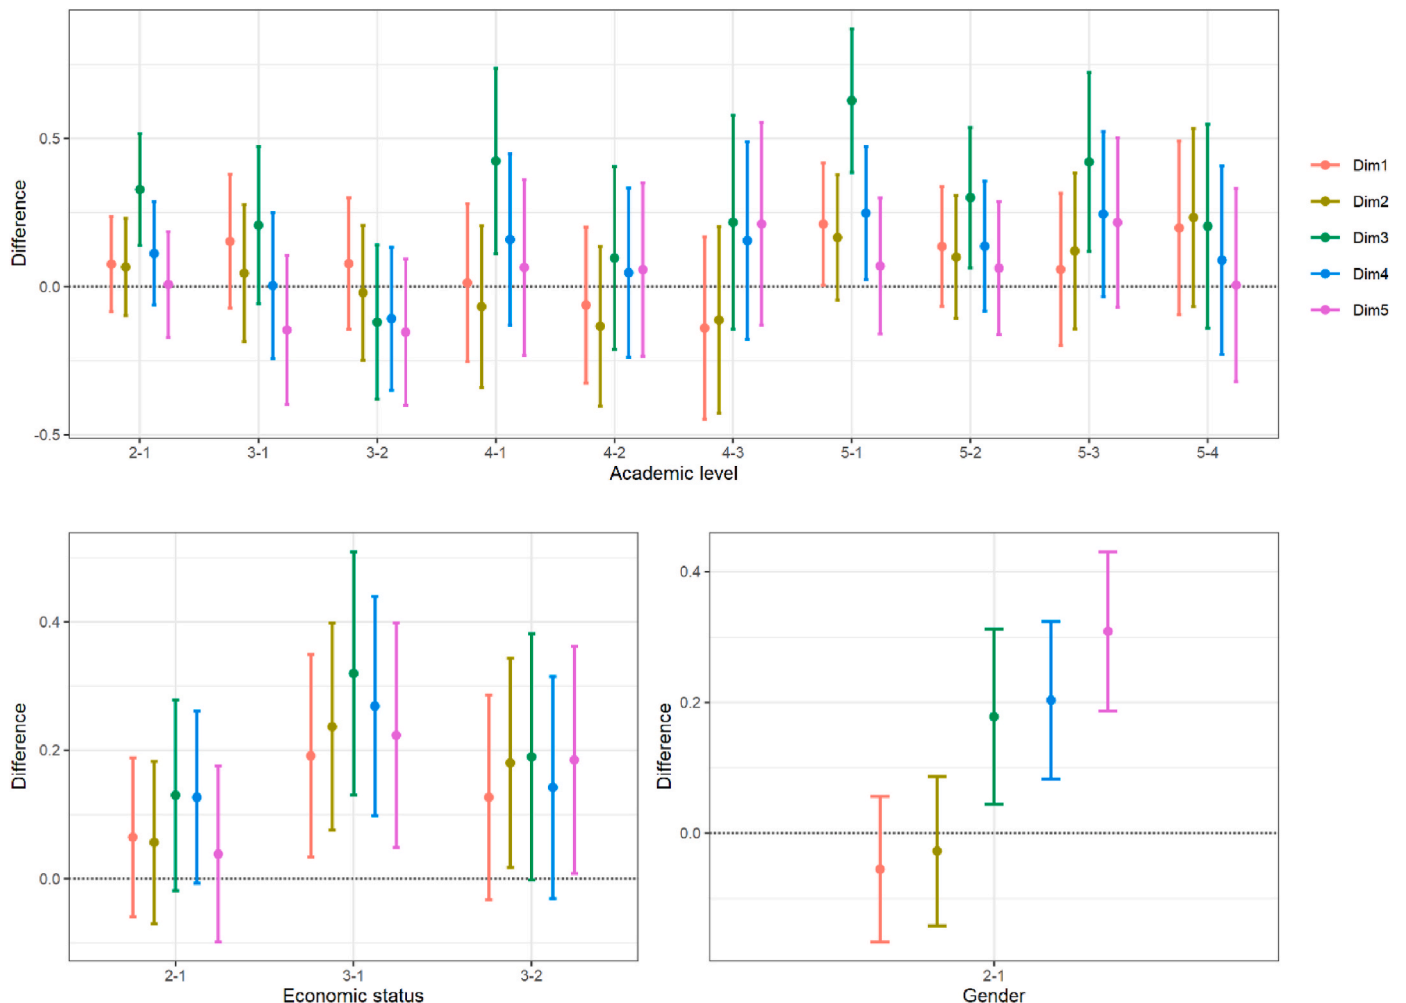 Difference
0.5
0.0
-0.5
2-1 3-1 3-2 4-1 4-2 4-3 5-1 5-2 5-3 5-4
Academic level
Dim1
Dim2
Dim3
Dim4
Dim5
Difference
0.4
0.2
0.0
2-1 3-1 3-2
Economic status
Difference
0.4
0.2
0.0
2-1
Gender